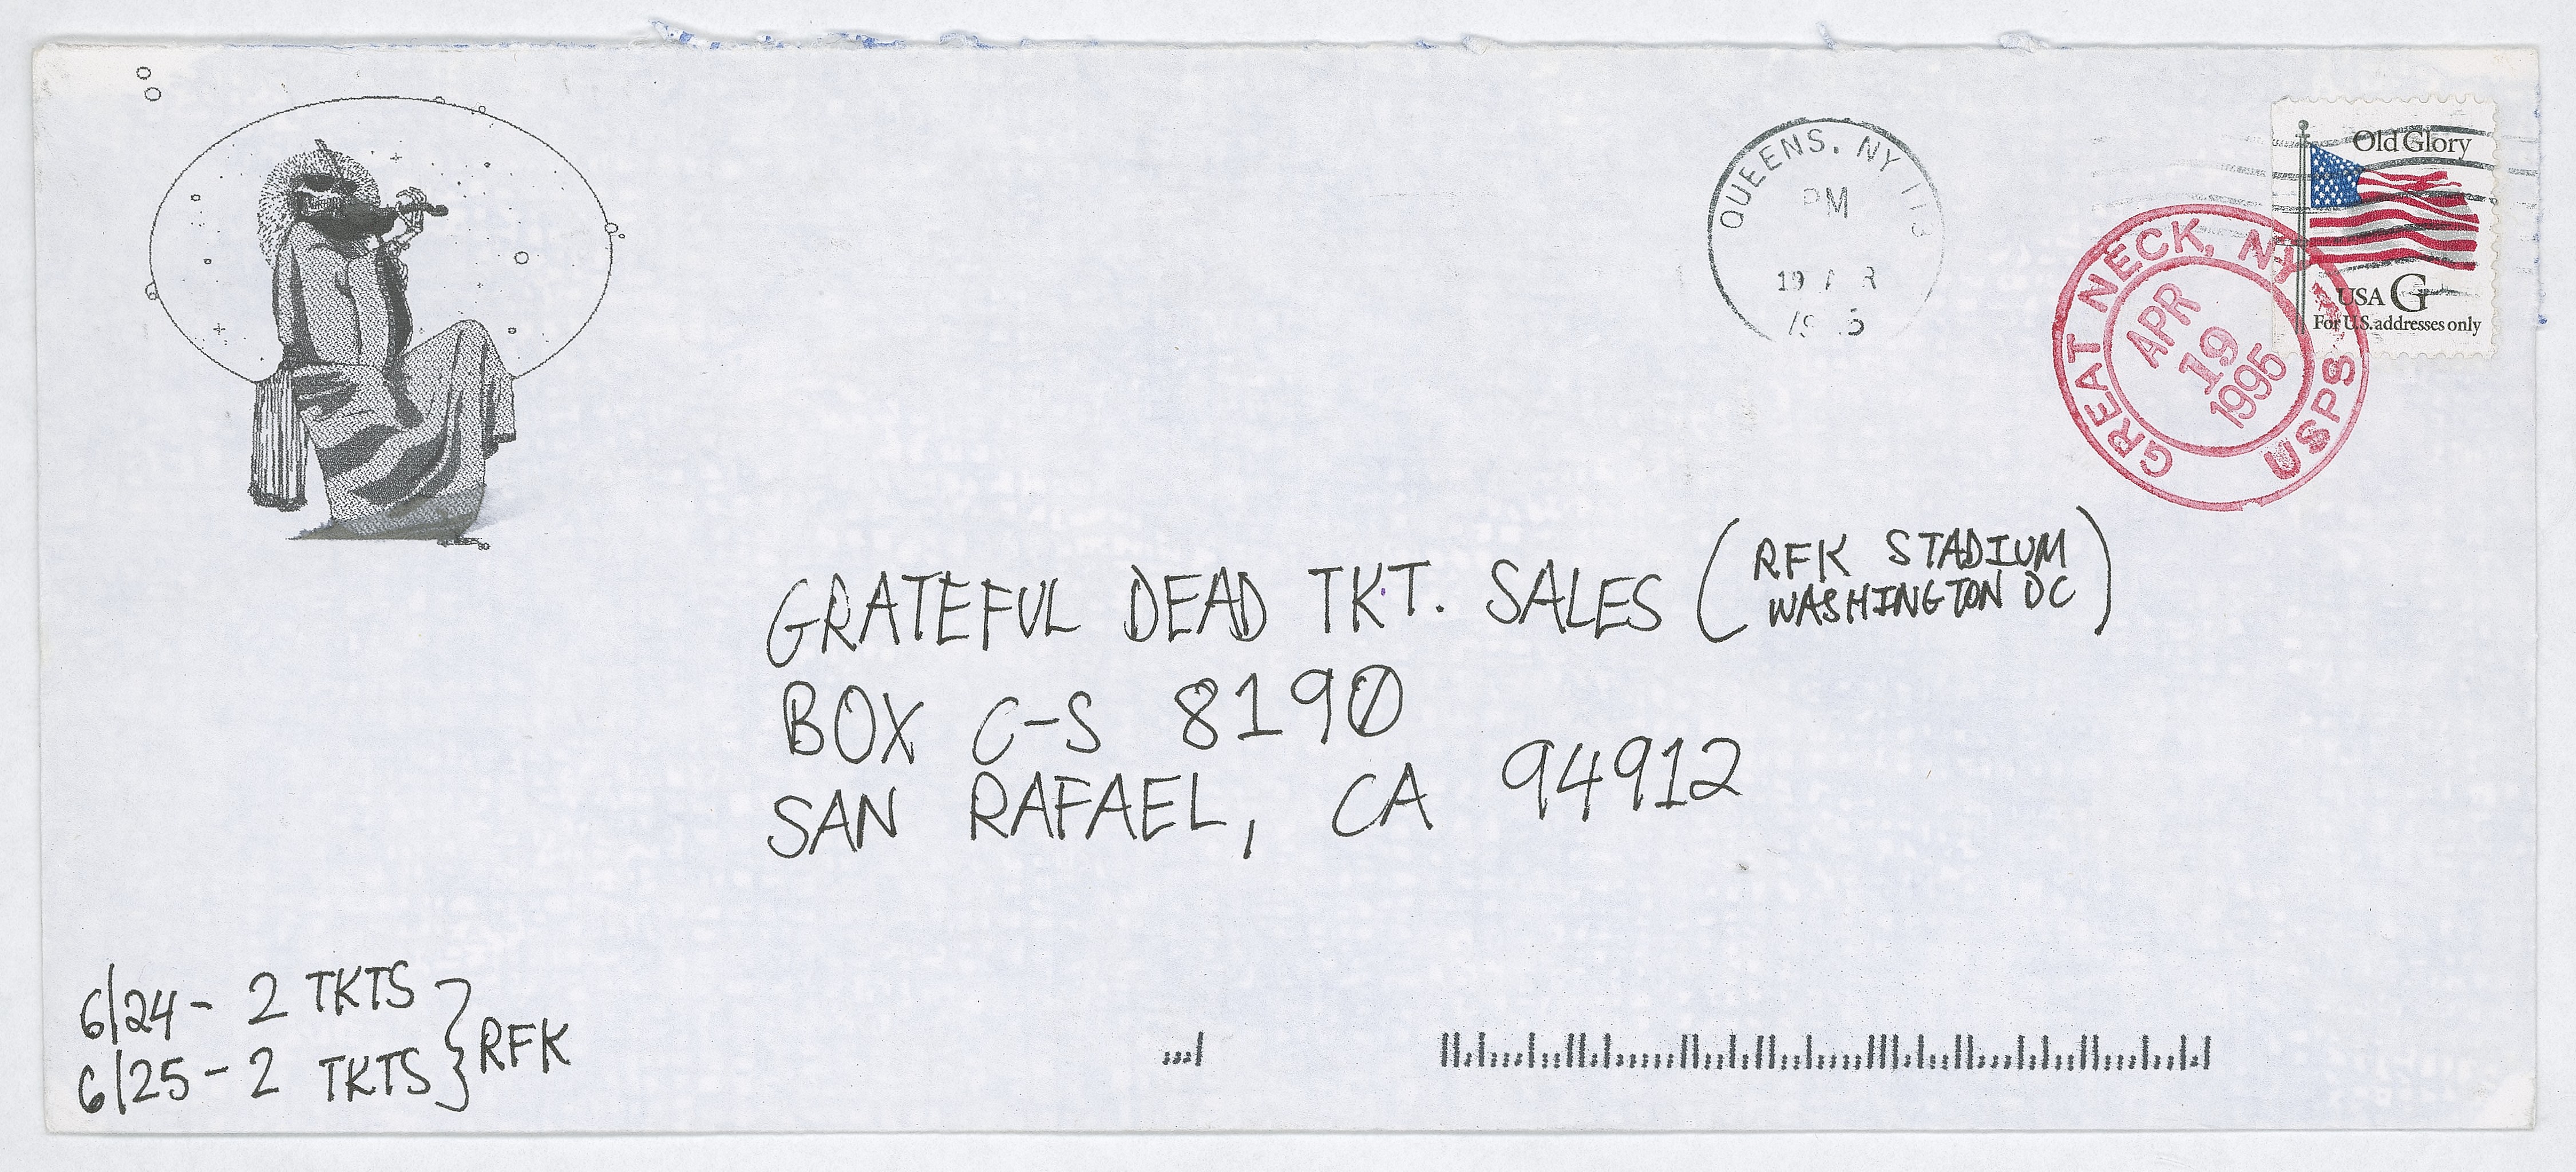 QUEENS, NY 113
PM
19
Old Glory
USA G
For U.S. addresses only
GREAT NECK, NY
APR
19
1995
USPS
GRATEFUL DEAD TKT. SALES (RFK STADIUM
WASHINGTON DC)
BOX C-S 8190
SAN RAFAEL, CA 94912
6/24 - 2 TKTS
6/25 - 2 TKTS } RFK